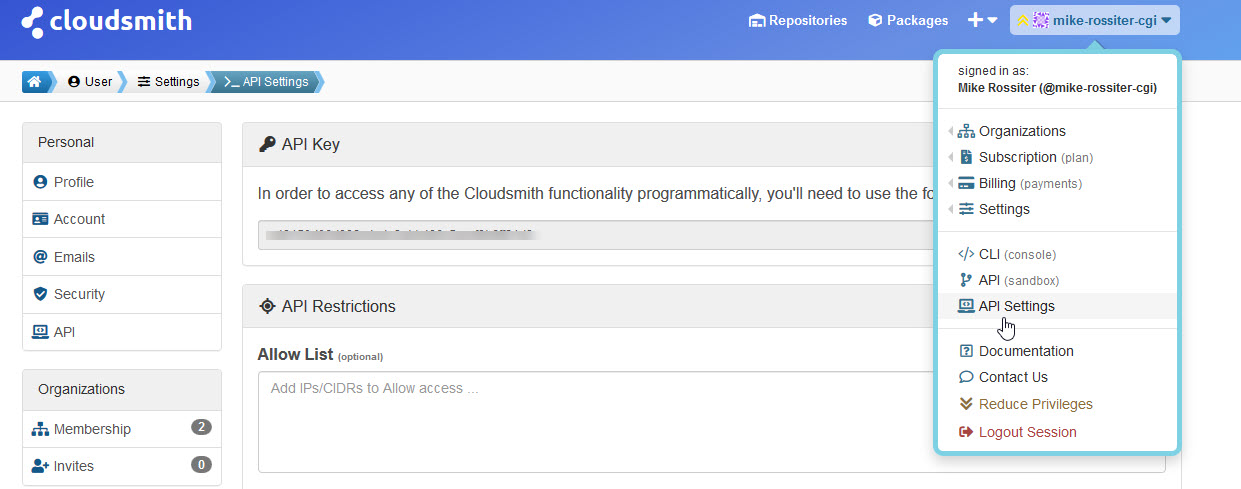 cloudsmith
Repositories
Packages
mike-rossiter-cgi
User
Settings
API Settings
signed in as:
Mike Rossiter (@mike-rossiter-cgi)
Organizations
Subscription (plan)
Billing (payments)
Settings
CLI (console)
API (sandbox)
API Settings
Documentation
Contact Us
Reduce Privileges
Logout Session
Personal
Profile
Account
Emails
Security
API
Organizations
Membership 2
Invites 0
API Key
In order to access any of the Cloudsmith functionality programmatically, you'll need to use the
API Restrictions
Allow List (optional)
Add IPs/CIDRs to Allow access ...